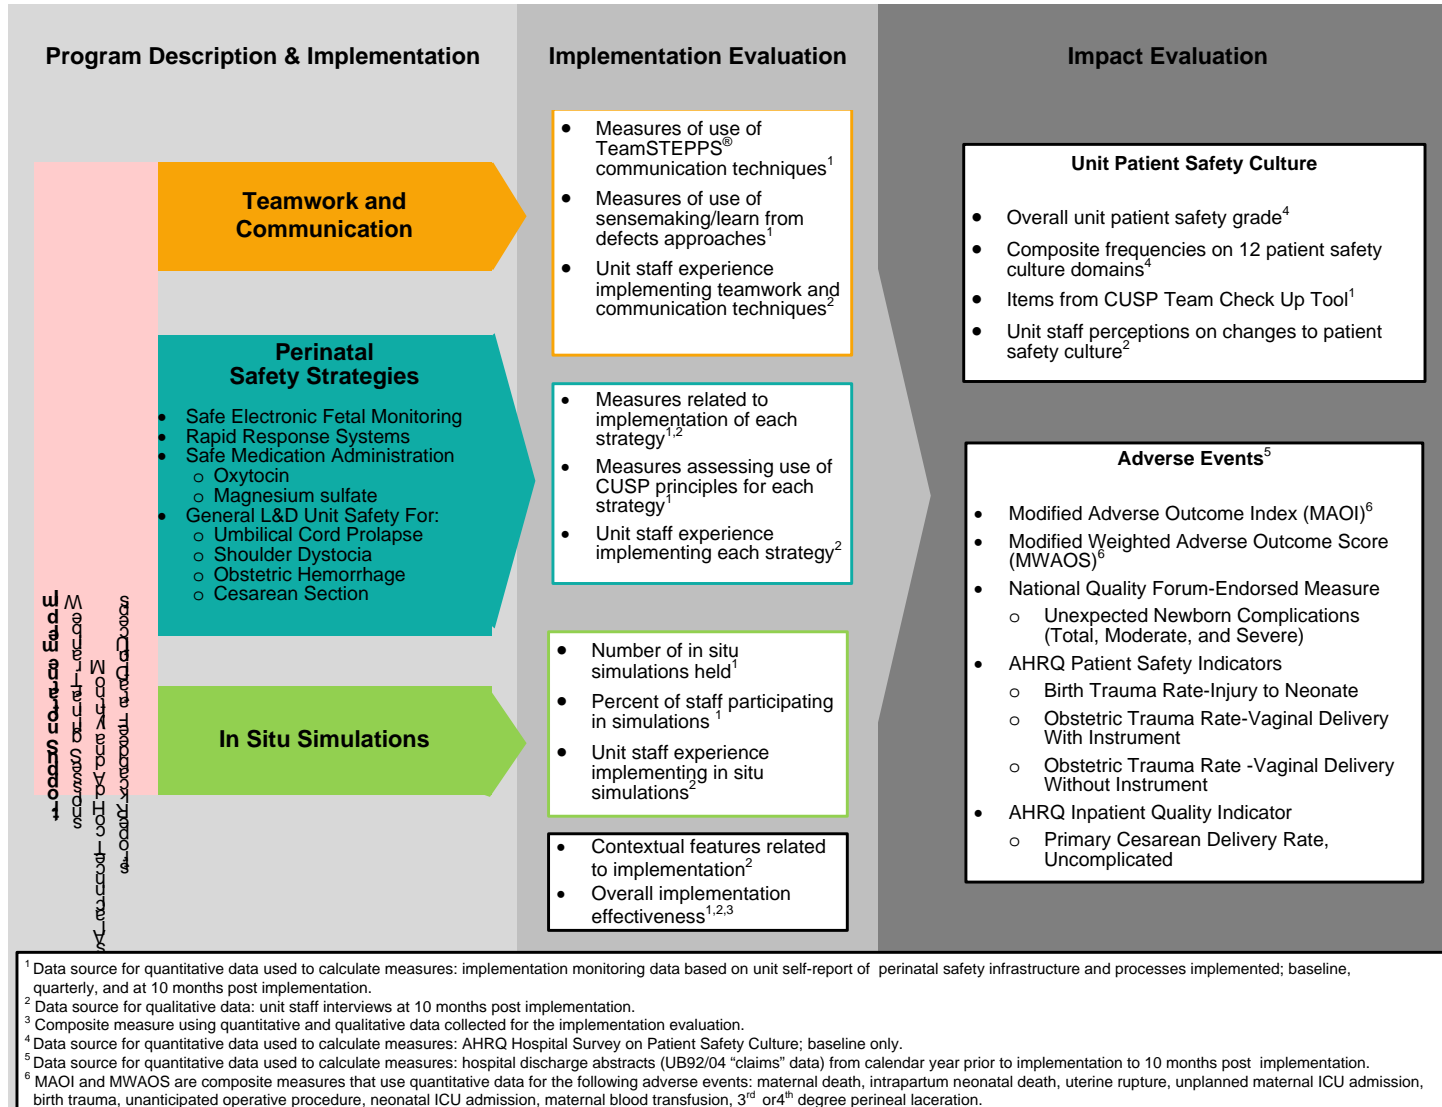 Program Description & Implementation
Implementation Evaluation
Impact Evaluation
Teamwork and
Communication
Perinatal
Safety Strategies
• Safe Electronic Fetal Monitoring
• Rapid Response Systems
• Safe Medication Administration
o Oxytocin
o Magnesium sulfate
• General L&D Unit Safety For:
o Umbilical Cord Prolapse
o Shoulder Dystocia
o Obstetric Hemorrhage
o Cesarean Section
In Situ Simulations
• Measures of use of
TeamSTEPPS®
communication techniques1
• Measures of use of
sensemaking/learn from
defects approaches1
• Unit staff experience
implementing teamwork and
communication techniques2
• Measures related to
implementation of each
strategy1,2
• Measures assessing use of
CUSP principles for each
strategy1
• Unit staff experience
implementing each strategy2
• Number of in situ
simulations held1
• Percent of staff participating
in simulations 1
• Unit staff experience
implementing in situ
simulations2
• Contextual features related
to implementation2
• Overall implementation
effectiveness1,2,3
Unit Patient Safety Culture
• Overall unit patient safety grade4
• Composite frequencies on 12 patient safety
culture domains4
• Items from CUSP Team Check Up Tool1
• Unit staff perceptions on changes to patient
safety culture2
Adverse Events5
• Modified Adverse Outcome Index (MAOI)6
• Modified Weighted Adverse Outcome Score
(MWAOS)6
• National Quality Forum-Endorsed Measure
o Unexpected Newborn Complications
(Total, Moderate, and Severe)
• AHRQ Patient Safety Indicators
o Birth Trauma Rate-Injury to Neonate
o Obstetric Trauma Rate-Vaginal Delivery
With Instrument
o Obstetric Trauma Rate -Vaginal Delivery
Without Instrument
• AHRQ Inpatient Quality Indicator
o Primary Cesarean Delivery Rate,
Uncomplicated
1 Data source for quantitative data used to calculate measures: implementation monitoring data based on unit self-report of perinatal safety infrastructure and processes implemented; baseline,
quarterly, and at 10 months post implementation.
2 Data source for qualitative data: unit staff interviews at 10 months post implementation.
3 Composite measure using quantitative and qualitative data collected for the implementation evaluation.
4 Data source for quantitative data used to calculate measures: AHRQ Hospital Survey on Patient Safety Culture; baseline only.
5 Data source for quantitative data used to calculate measures: hospital discharge abstracts (UB92/04 “claims” data) from calendar year prior to implementation to 10 months post implementation.
6 MAOI and MWAOS are composite measures that use quantitative data for the following adverse events: maternal death, intrapartum neonatal death, uterine rupture, unplanned maternal ICU admission,
birth trauma, unanticipated operative procedure, neonatal ICU admission, maternal blood transfusion, 3rd or4th degree perineal laceration.